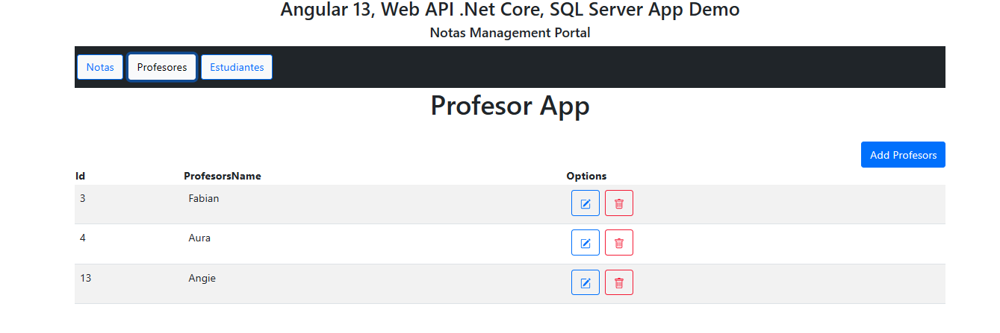 Angular 13, Web API .Net Core, SQL Server App Demo
Notas Management Portal
Notas Profesores Estudiantes
Profesor App
Add Profesors
Id ProfesorsName Options
3 Fabian
4 Aura
13 Angie